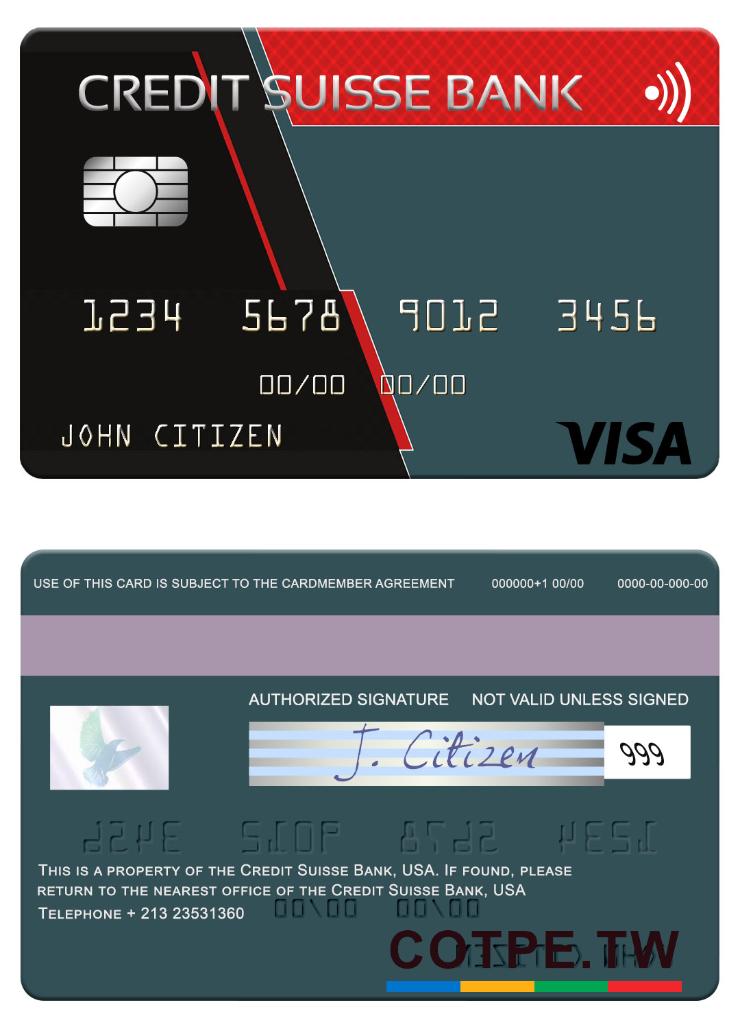 CREDIT SUISSE BANK
1234 5678 9012 3456
00/00 00/00
JOHN CITIZEN
VISA
USE OF THIS CARD IS SUBJECT TO THE CARDMEMBER AGREEMENT 000000+1 00/00 0000-00-000-00
AUTHORIZED SIGNATURE NOT VALID UNLESS SIGNED
J. Citizen 999
THIS IS A PROPERTY OF THE CREDIT SUISSE BANK, USA. IF FOUND, PLEASE
RETURN TO THE NEAREST OFFICE OF THE CREDIT SUISSE BANK, USA
TELEPHONE + 213 23531360
COTPE.TW